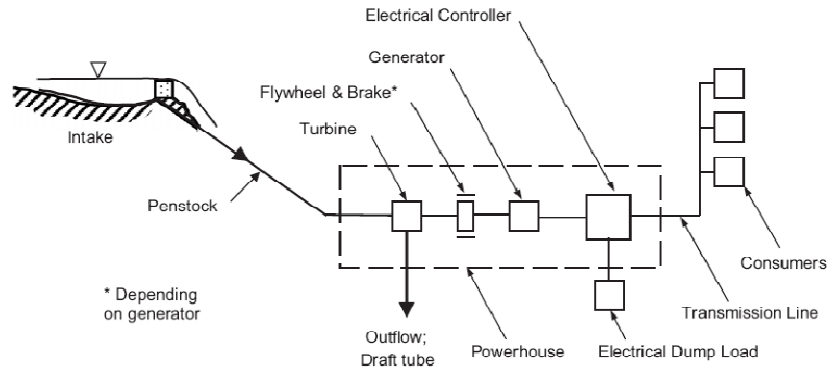 Electrical Controller
Generator
Flywheel & Brake*
Turbine
Intake
Penstock
Consumers
* Depending
on generator
Transmission Line
Outflow;
Draft tube
Powerhouse
Electrical Dump Load